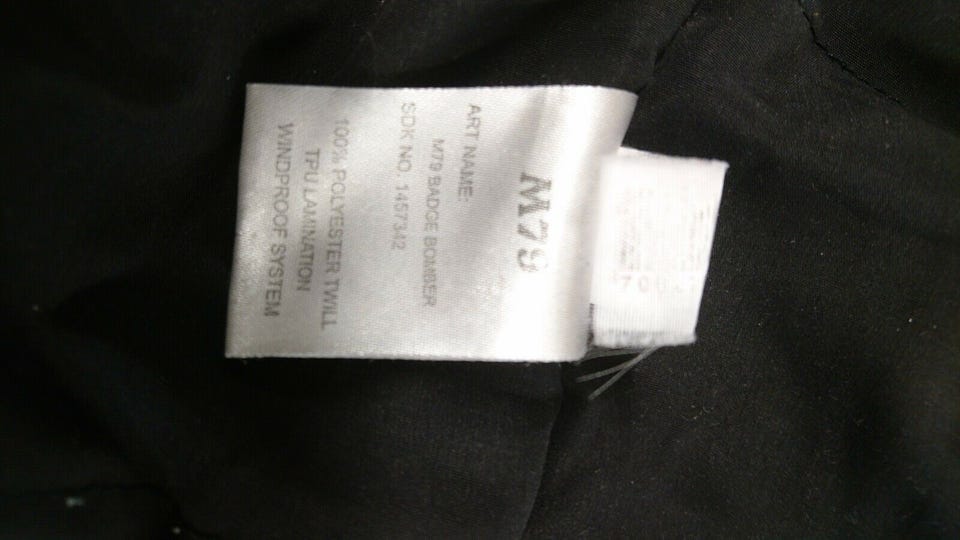 M79
ART NAME:
M79 BADGE BOMBER
SDK NO. 1457342
100% POLYESTER TWILL
TPU LAMINATION
WINDPROOF SYSTEM